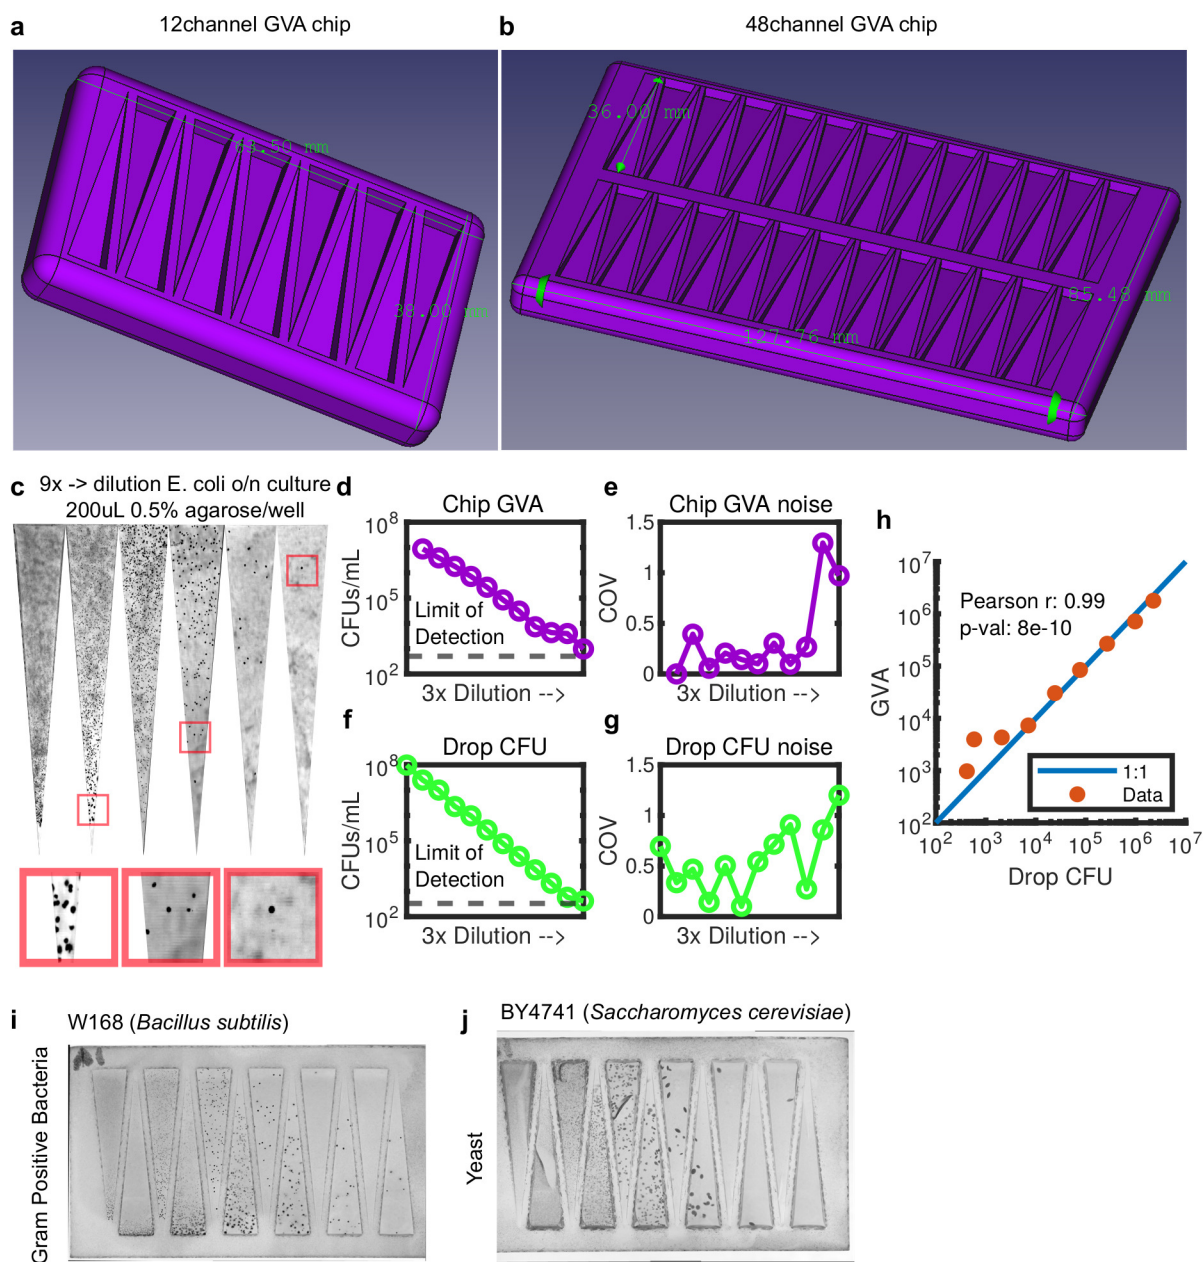 a
12channel GVA chip
b
48channel GVA chip
63.50 mm
38.00 mm
36.00 mm
127.76 mm
85.48 mm
c
9x -> dilution E. coli o/n culture
200uL 0.5% agarose/well
d
Chip GVA
CFUs/mL
10^8
10^5
10^2
Limit of
Detection
3x Dilution -->
e
Chip GVA noise
COV
1.5
1
0.5
0
3x Dilution -->
f
Drop CFU
CFUs/mL
10^8
10^5
10^2
Limit of
Detection
3x Dilution -->
g
Drop CFU noise
COV
1.5
1
0.5
0
3x Dilution -->
h
GVA
10^7
10^6
10^5
10^4
10^3
10^2
Pearson r: 0.99
p-val: 8e-10
1:1
Data
10^2 10^3 10^4 10^5 10^6 10^7
Drop CFU
i
W168 (Bacillus subtilis)
Gram Positive Bacteria
j
BY4741 (Saccharomyces cerevisiae)
Yeast